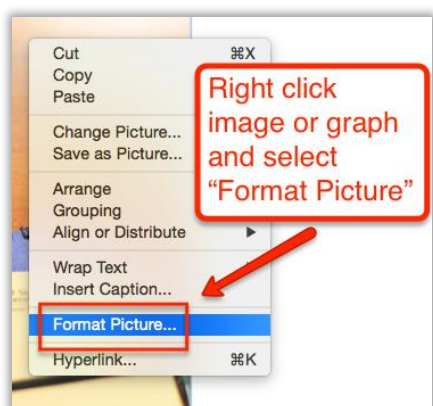 Cut ⌘X
Copy
Paste
Right click
image or graph
and select
“Format Picture”
Change Picture...
Save as Picture...
Arrange
Grouping
Align or Distribute
Wrap Text
Insert Caption...
Format Picture...
Hyperlink... ⌘K